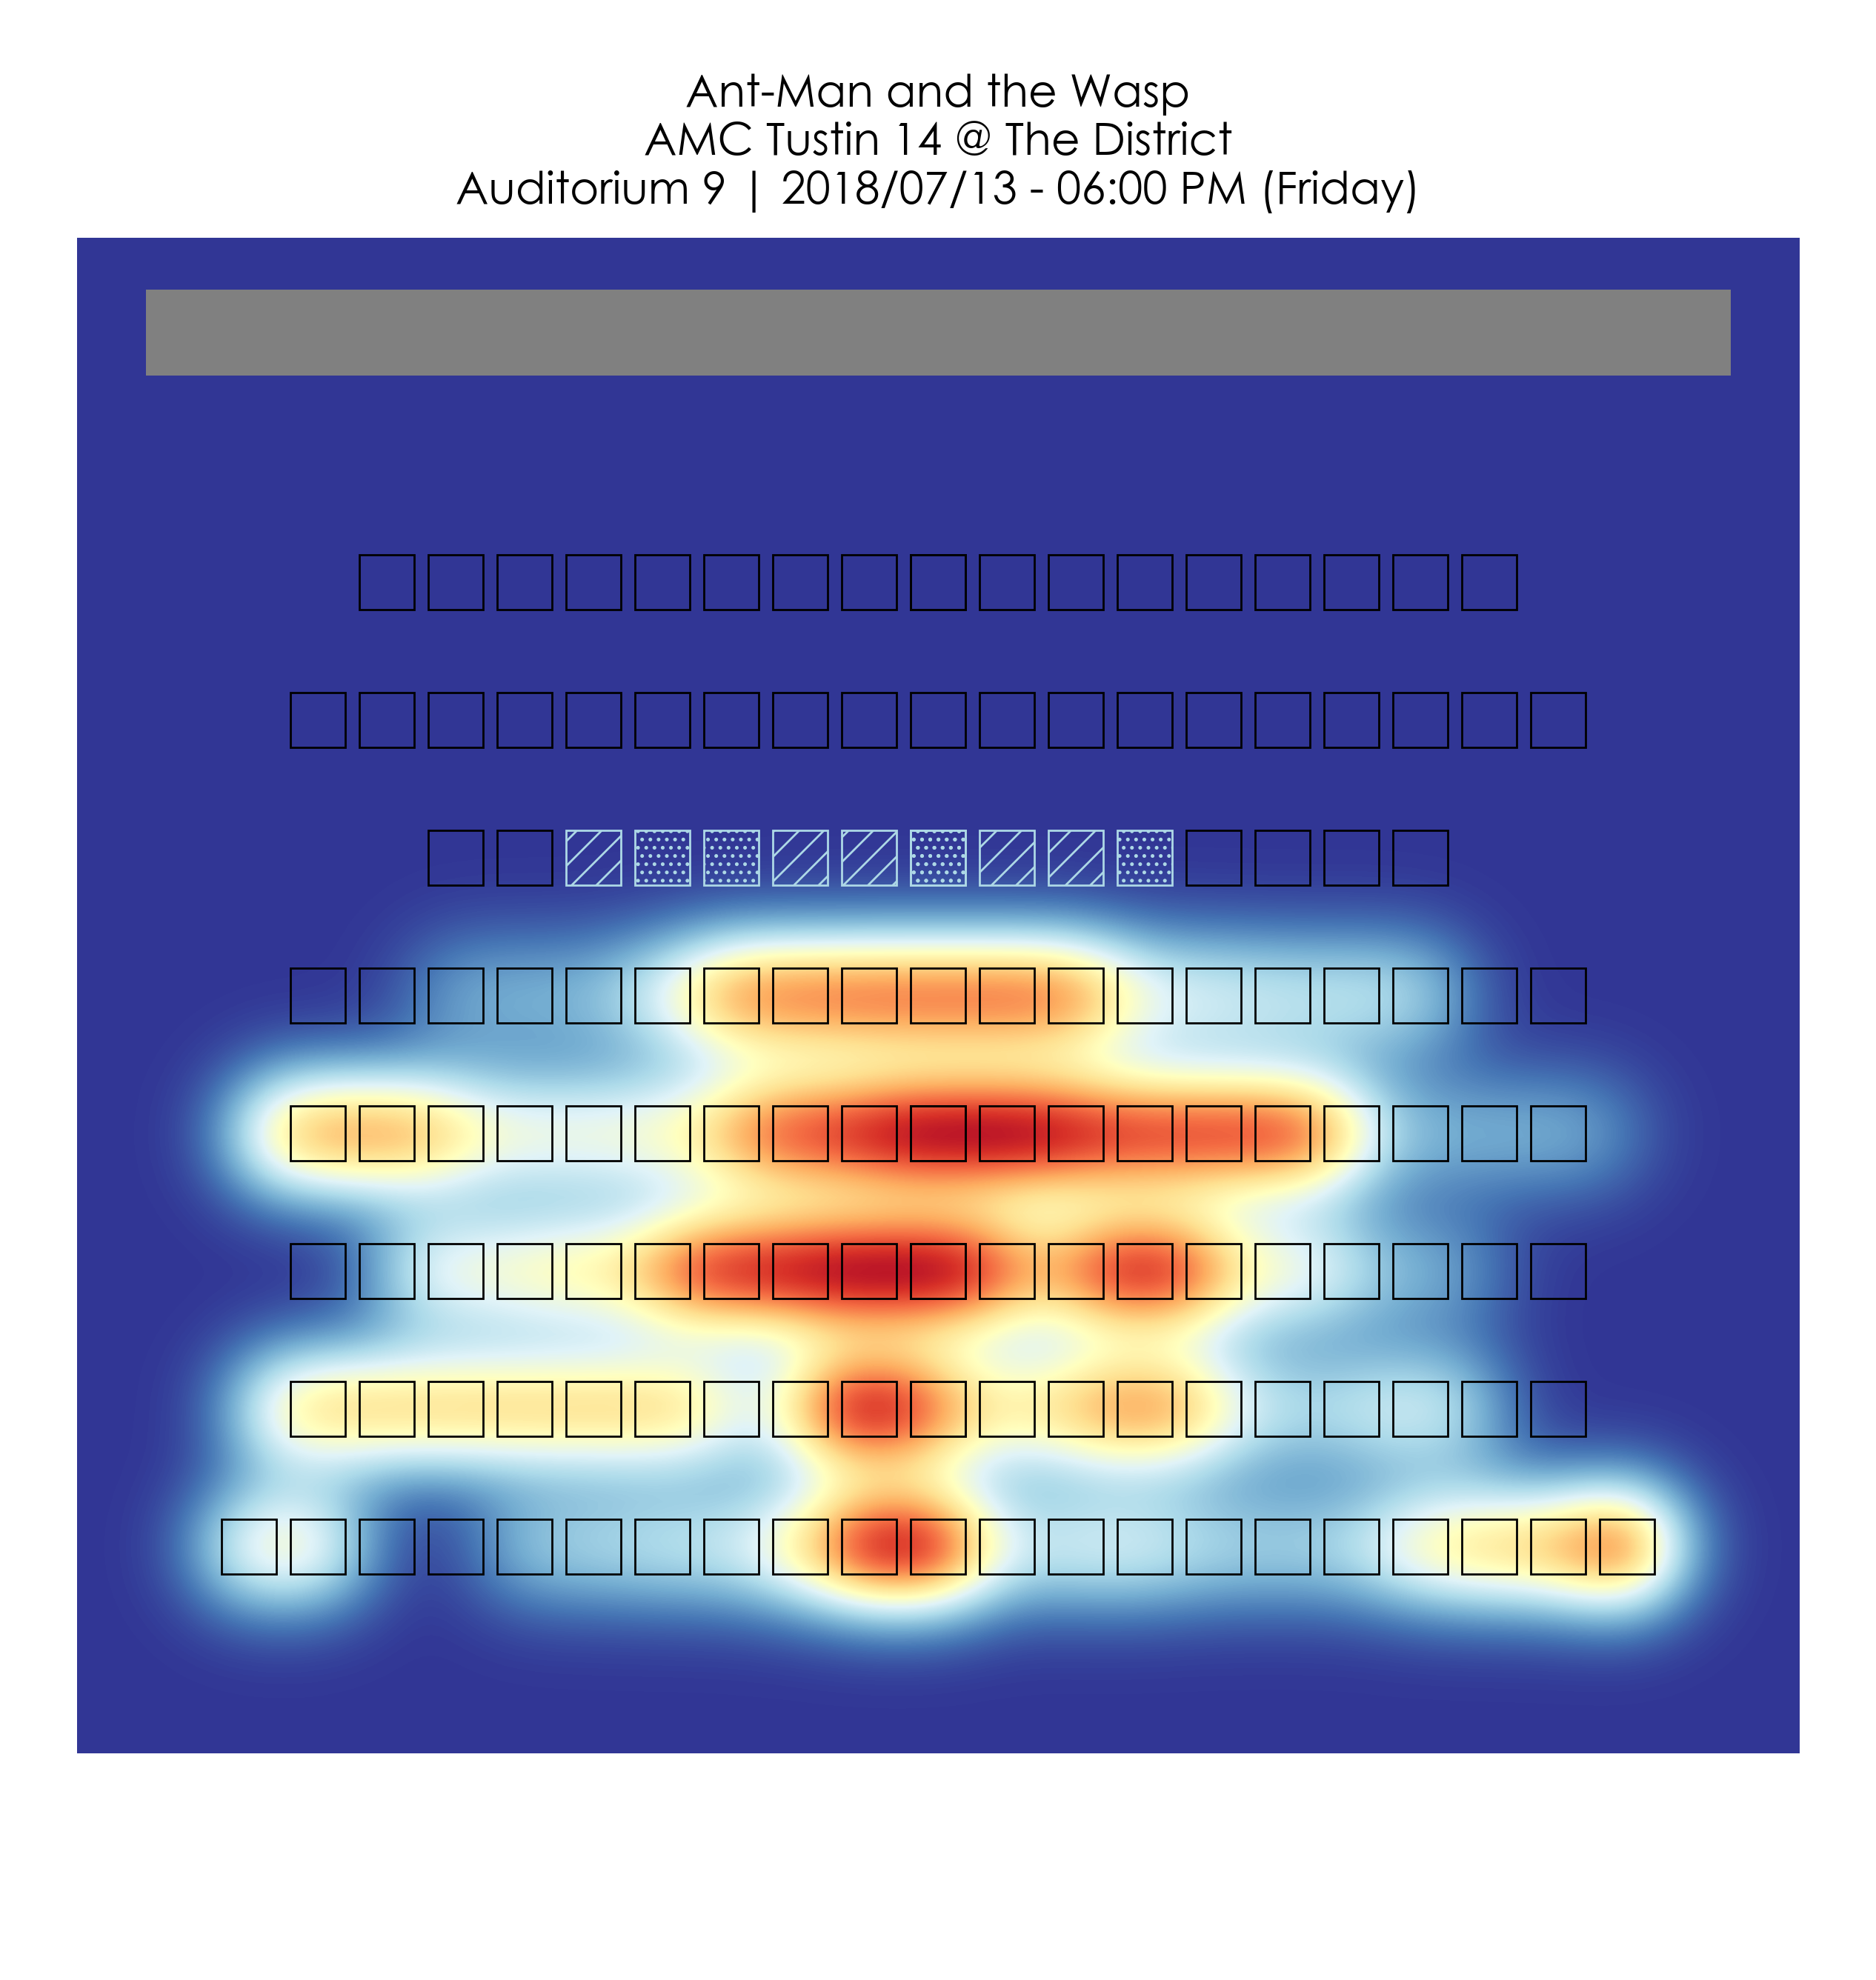 Ant-Man and the Wasp
AMC Tustin 14 @ The District
Auditorium 9 | 2018/07/13 - 06:00 PM (Friday)